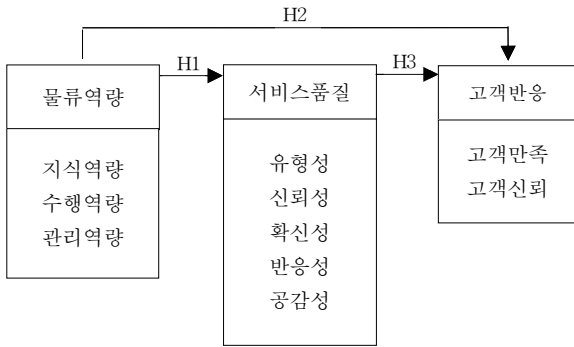 H2
H1
H3
물류역량
지식역량
수행역량
관리역량
서비스품질
유형성
신뢰성
확신성
반응성
공감성
고객반응
고객만족
고객신뢰